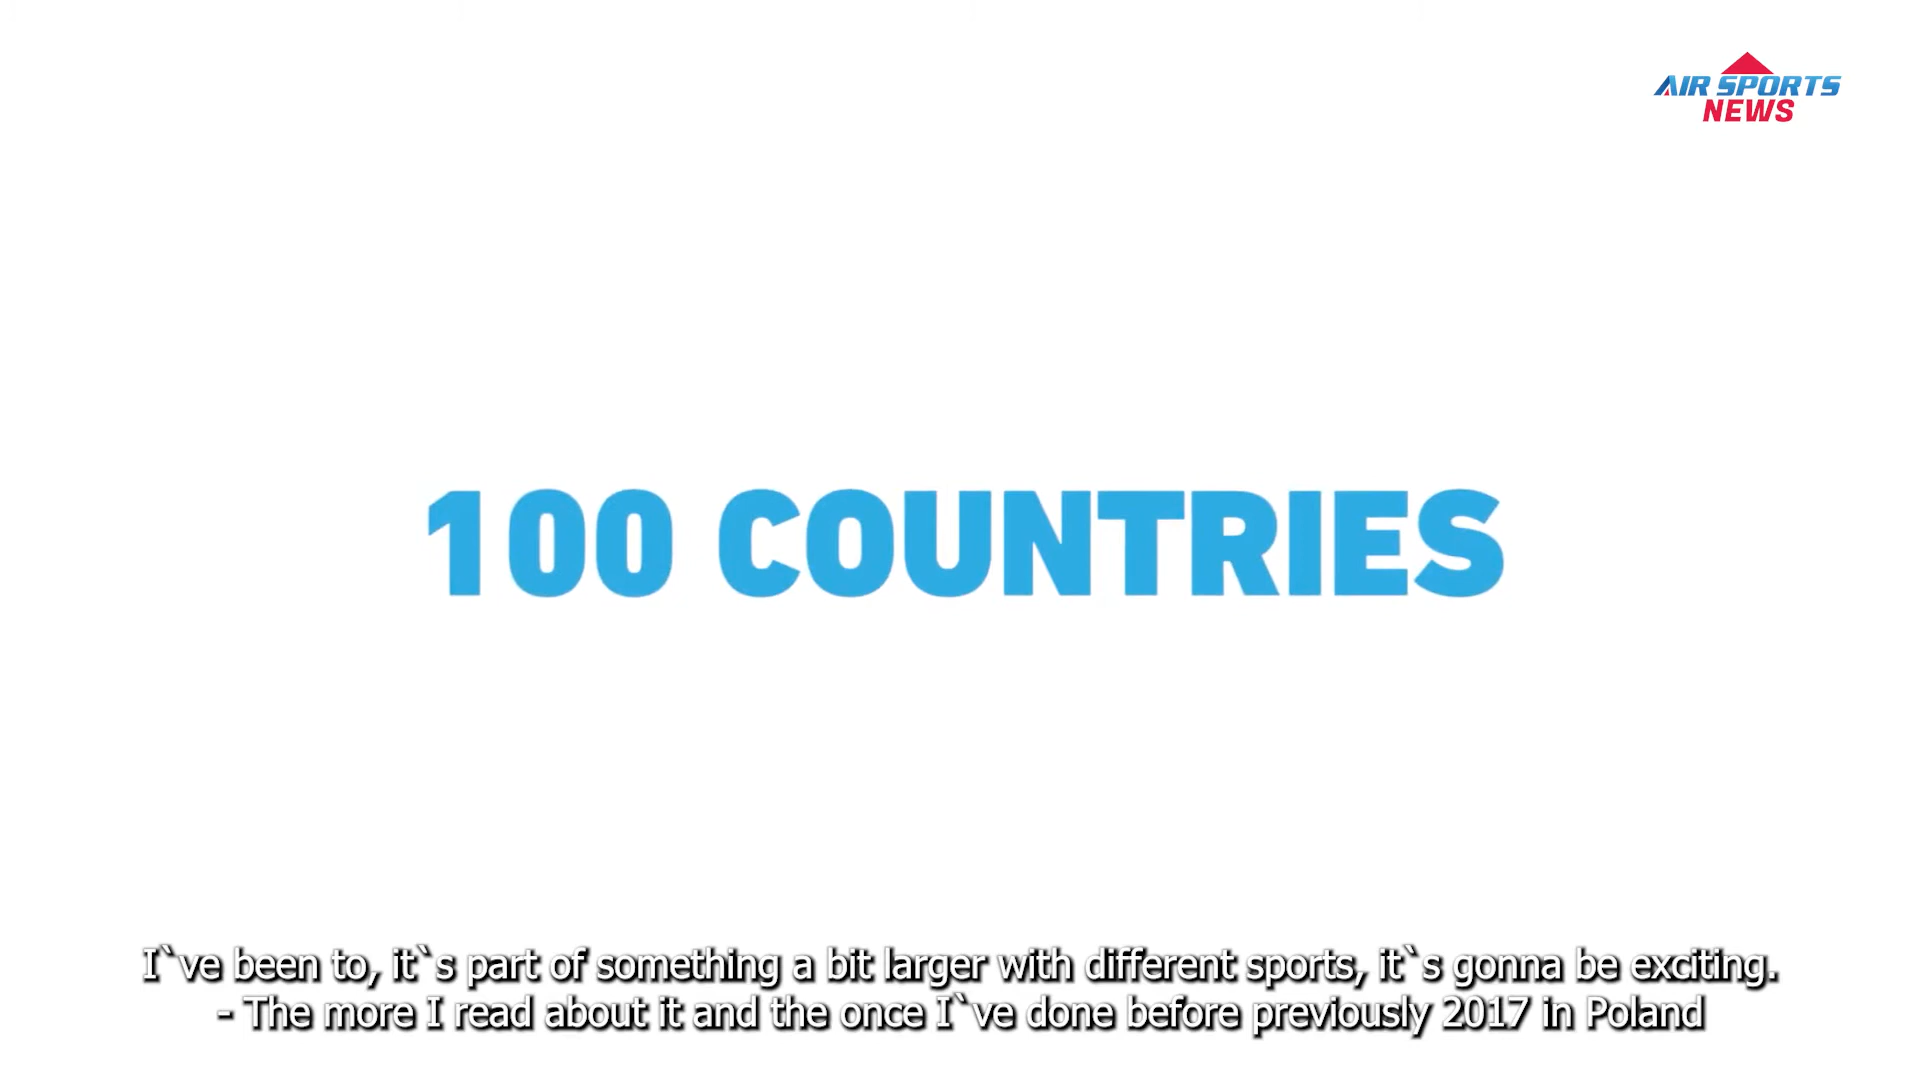 AIR SPORTS
NEWS
100 COUNTRIES
I`ve been to, it`s part of something a bit larger with different sports, it`s gonna be exciting.
- The more I read about it and the once I`ve done before previously 2017 in Poland